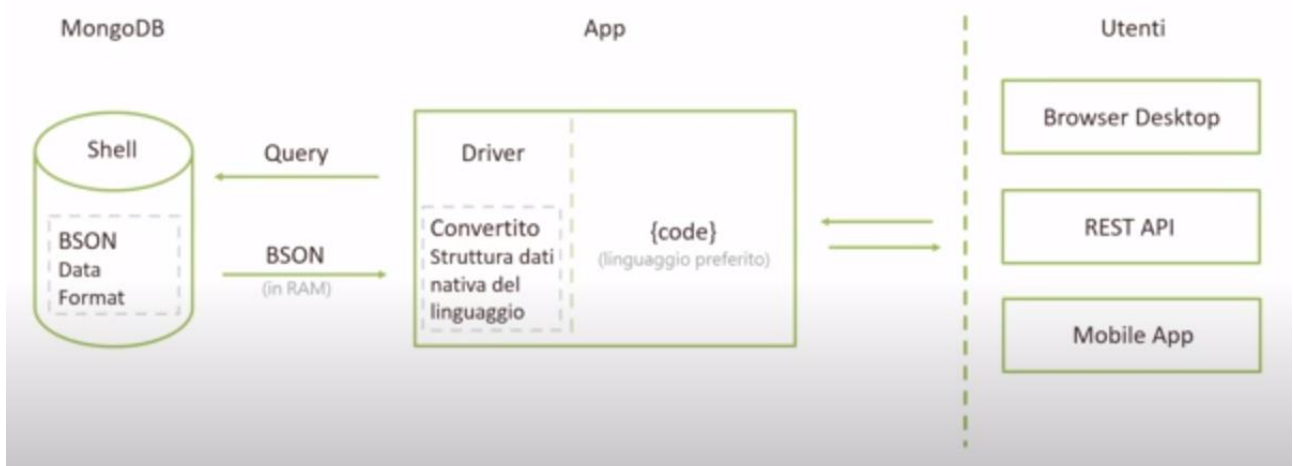 MongoDB
App
Utenti
Shell
BSON
Data
Format
Query
BSON
(in RAM)
Driver
Convertito
Struttura dati
nativa del
linguaggio
{code}
(linguaggio preferito)
Browser Desktop
REST API
Mobile App